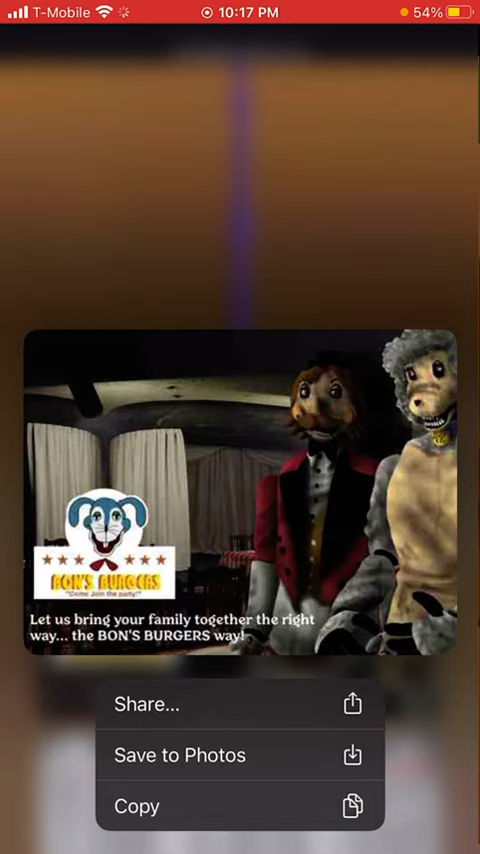 T-Mobile
10:17 PM
54%
BON'S BURGERS
"Come Join the party!"
Let us bring your family together the right
way... the BON'S BURGERS way!
Share...
Save to Photos
Copy